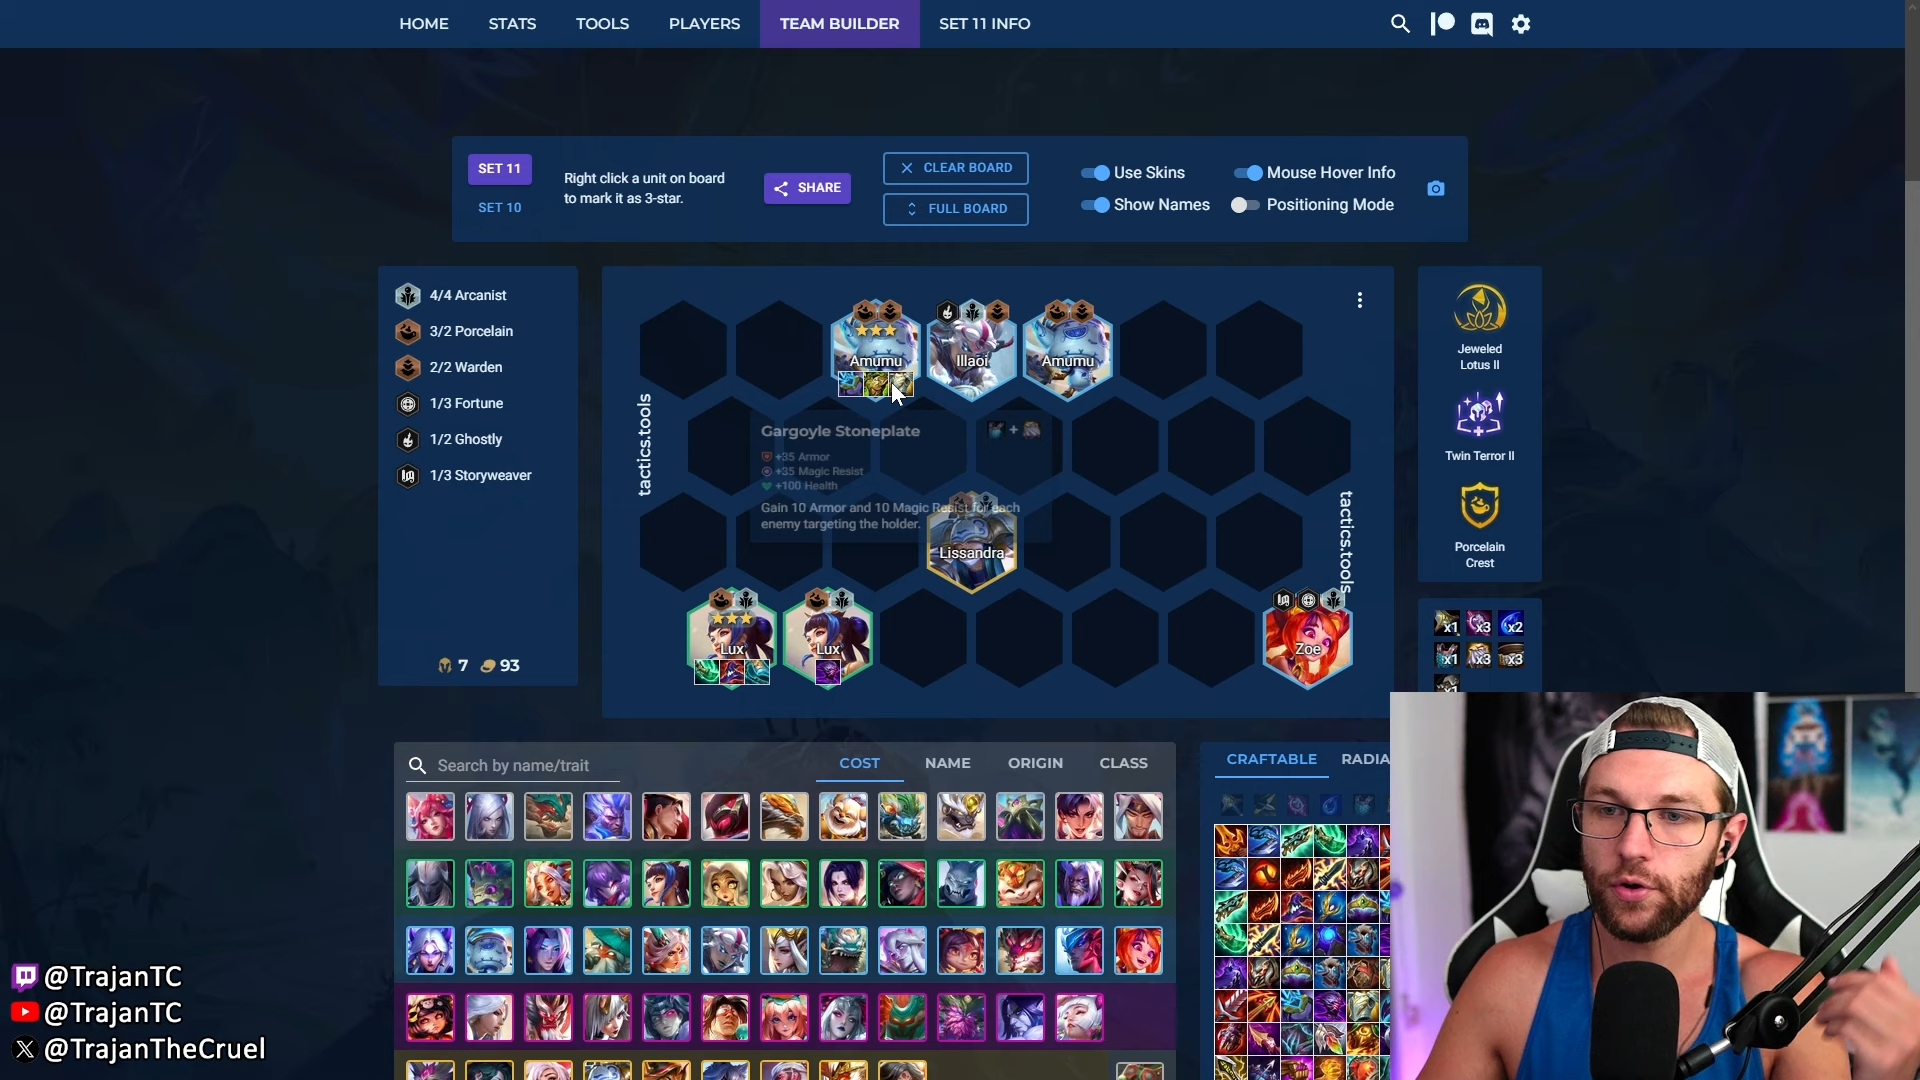 HOME
STATS
TOOLS
PLAYERS
TEAM BUILDER
SET 11 INFO
SET 11
SET 10
Right click a unit on board
to mark it as 3-star.
SHARE
CLEAR BOARD
FULL BOARD
Use Skins
Mouse Hover Info
Show Names
Positioning Mode
4/4 Arcanist
3/2 Porcelain
2/2 Warden
1/3 Fortune
1/2 Ghostly
1/3 Storyweaver
7
93
tactics.tools
Amumu
Illaoi
Amumu
Gargoyle Stoneplate
+
+35 Armor
+35 Magic Resist
+100 Health
Gain 10 Armor and 10 Magic Resist for each
enemy targeting the holder.
Lissandra
tactics.tools
Lux
Lux
Zoe
Jeweled
Lotus II
Twin Terror II
Porcelain
Crest
x1
x3
x2
x1
x3
x3
Search by name/trait
COST
NAME
ORIGIN
CLASS
CRAFTABLE
RADIA
@TrajanTC
@TrajanTC
@TrajanTheCruel